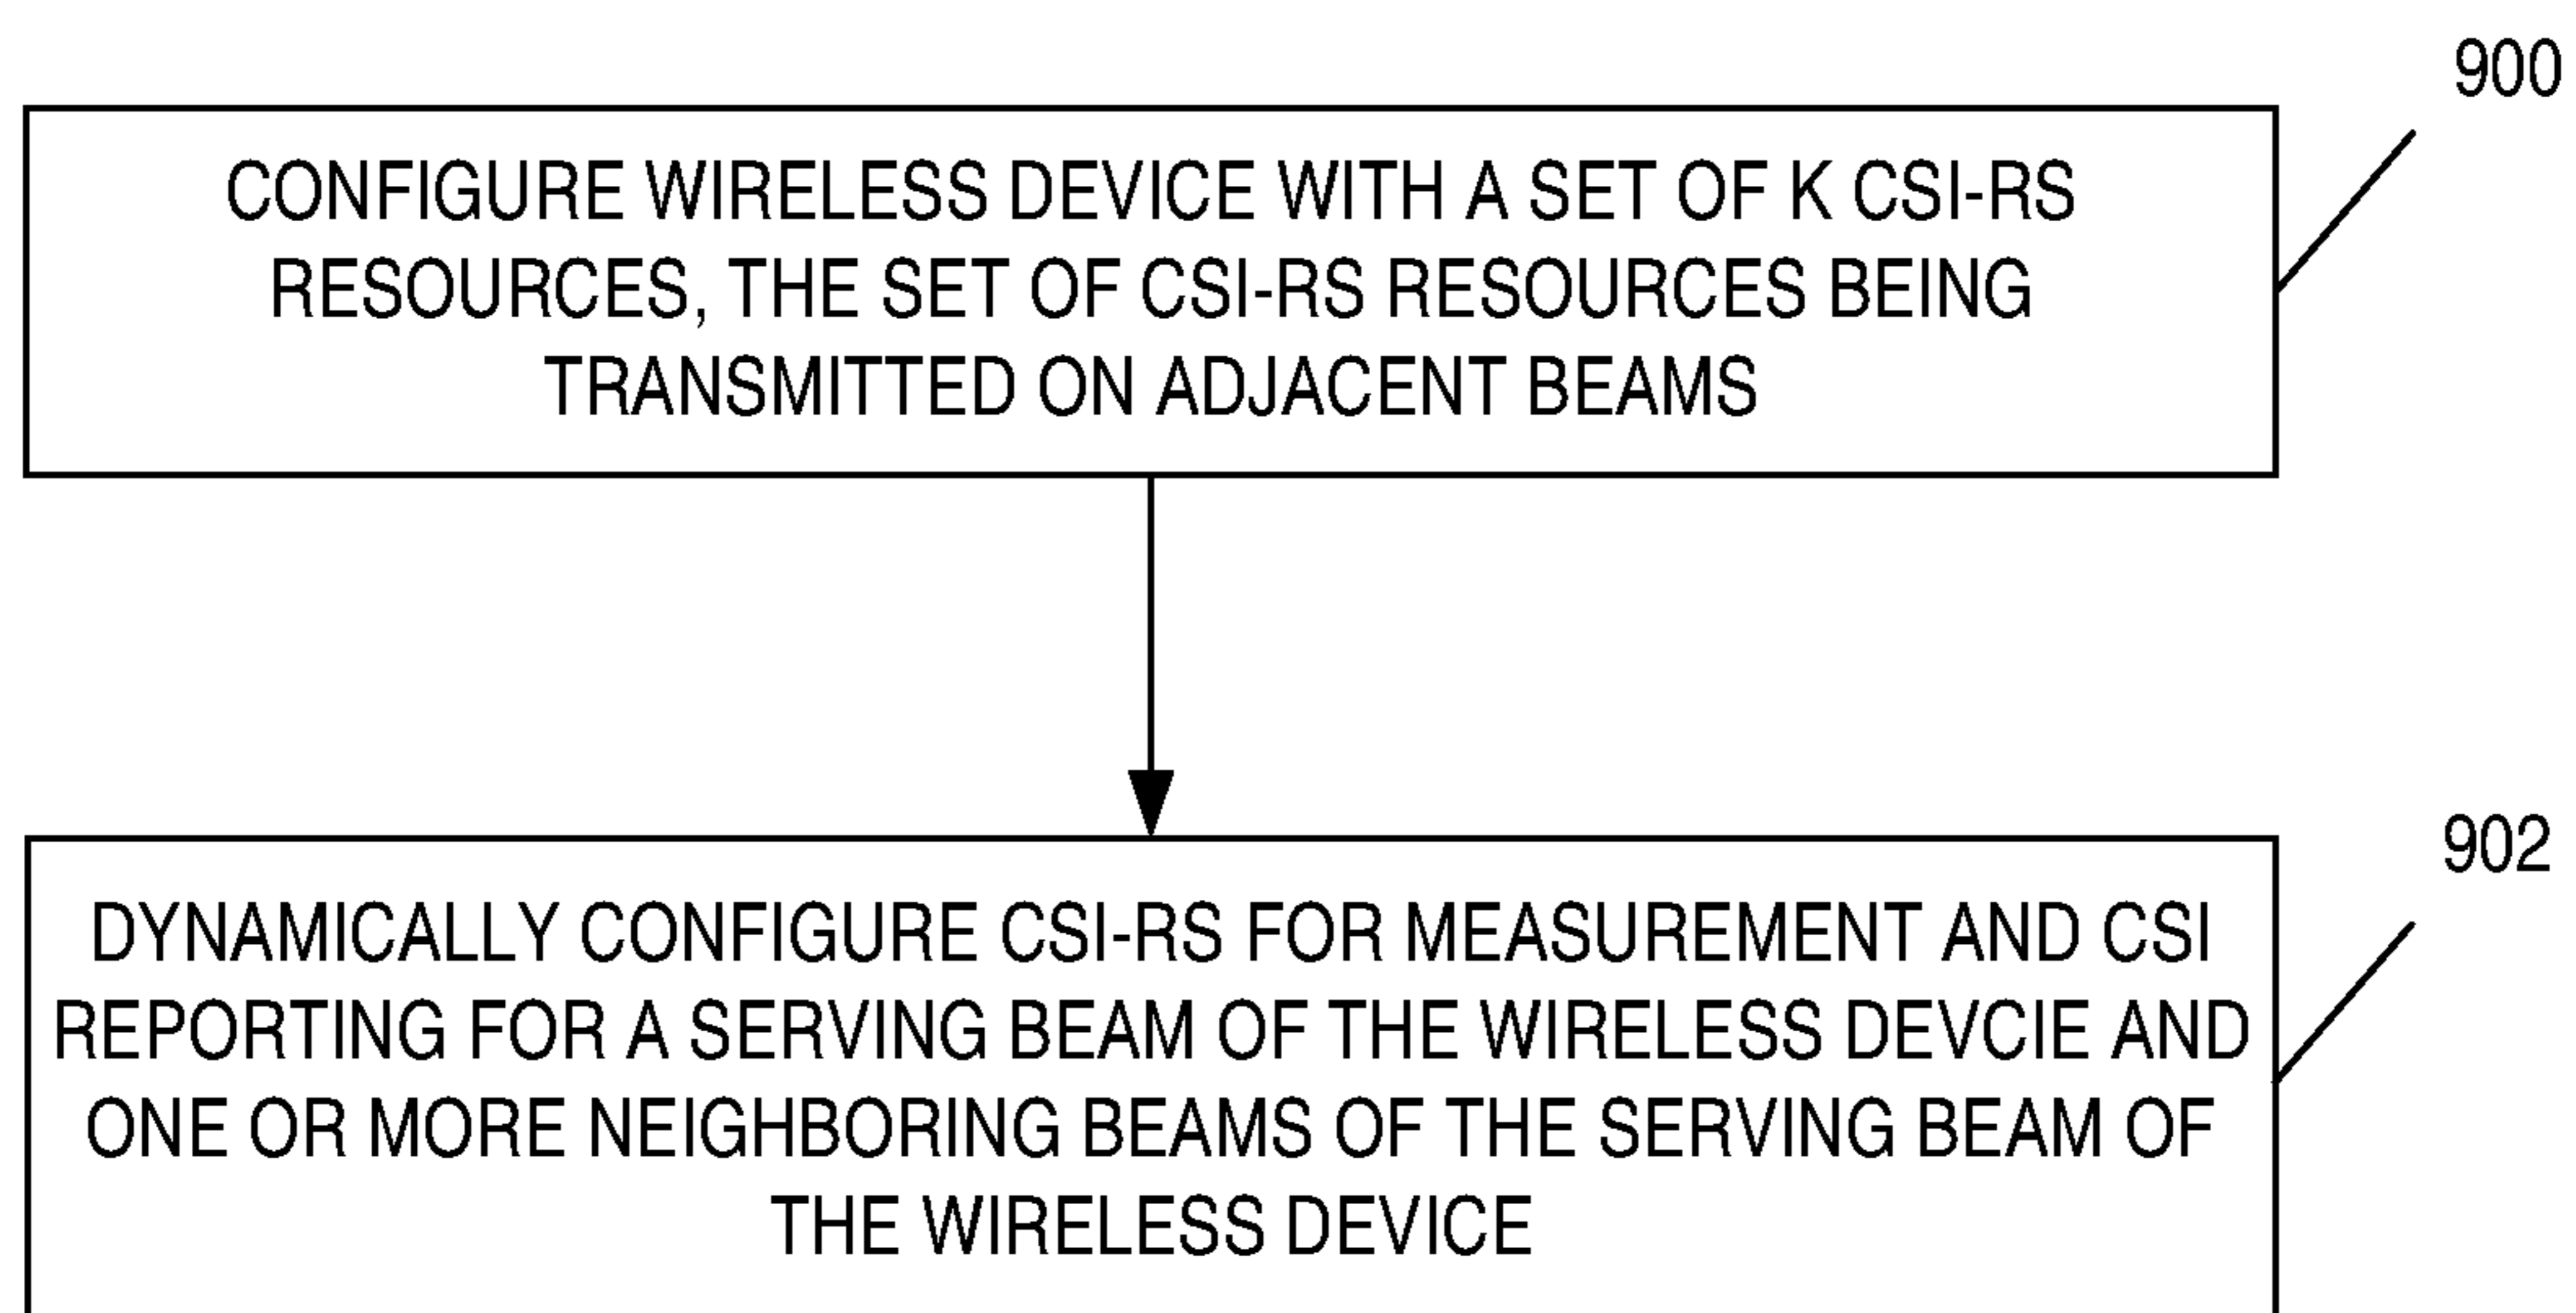 900
CONFIGURE WIRELESS DEVICE WITH A SET OF K CSI-RS
RESOURCES, THE SET OF CSI-RS RESOURCES BEING
TRANSMITTED ON ADJACENT BEAMS
902
DYNAMICALLY CONFIGURE CSI-RS FOR MEASUREMENT AND CSI
REPORTING FOR A SERVING BEAM OF THE WIRELESS DEVCIE AND
ONE OR MORE NEIGHBORING BEAMS OF THE SERVING BEAM OF
THE WIRELESS DEVICE